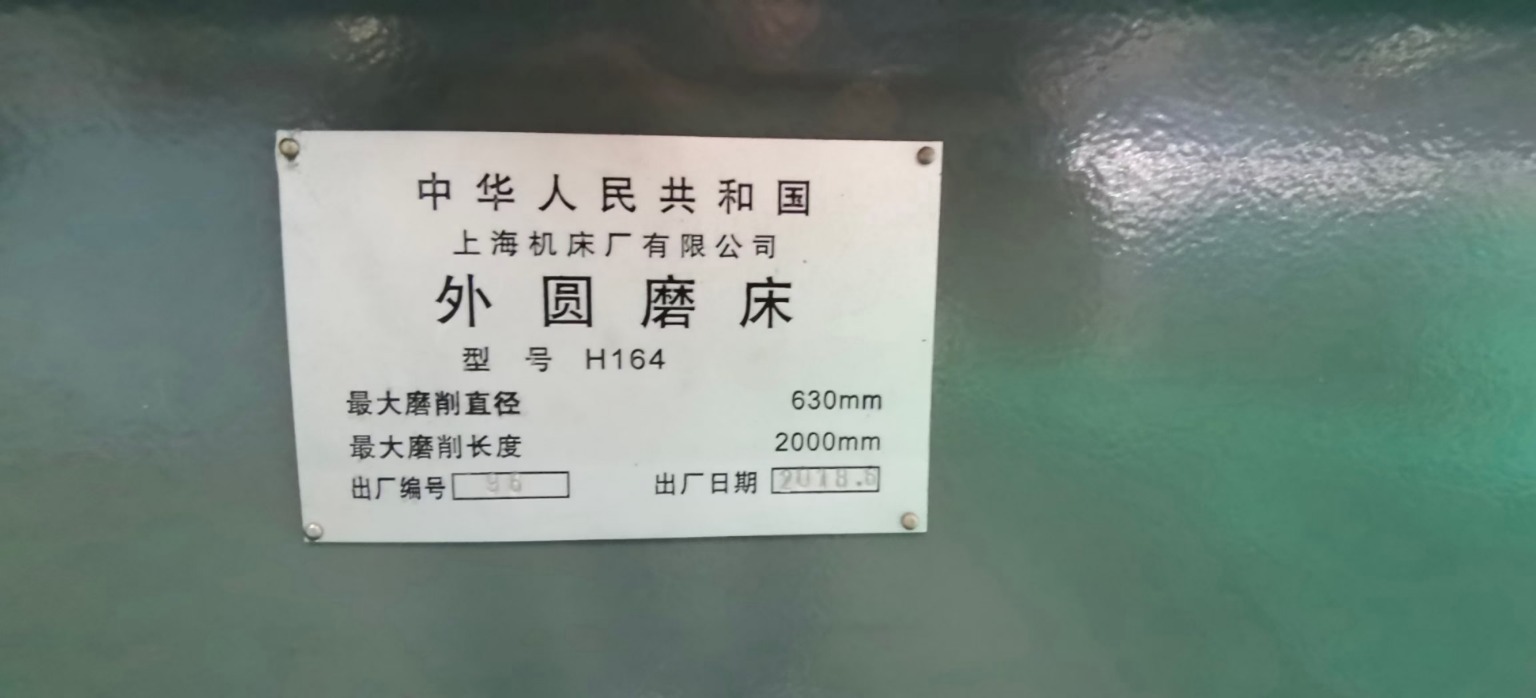 中华人民共和国
上海机床厂有限公司
外圆磨床
型号 H164
最大磨削直径 630mm
最大磨削长度 2000mm
出厂编号 96 出厂日期 2018.6